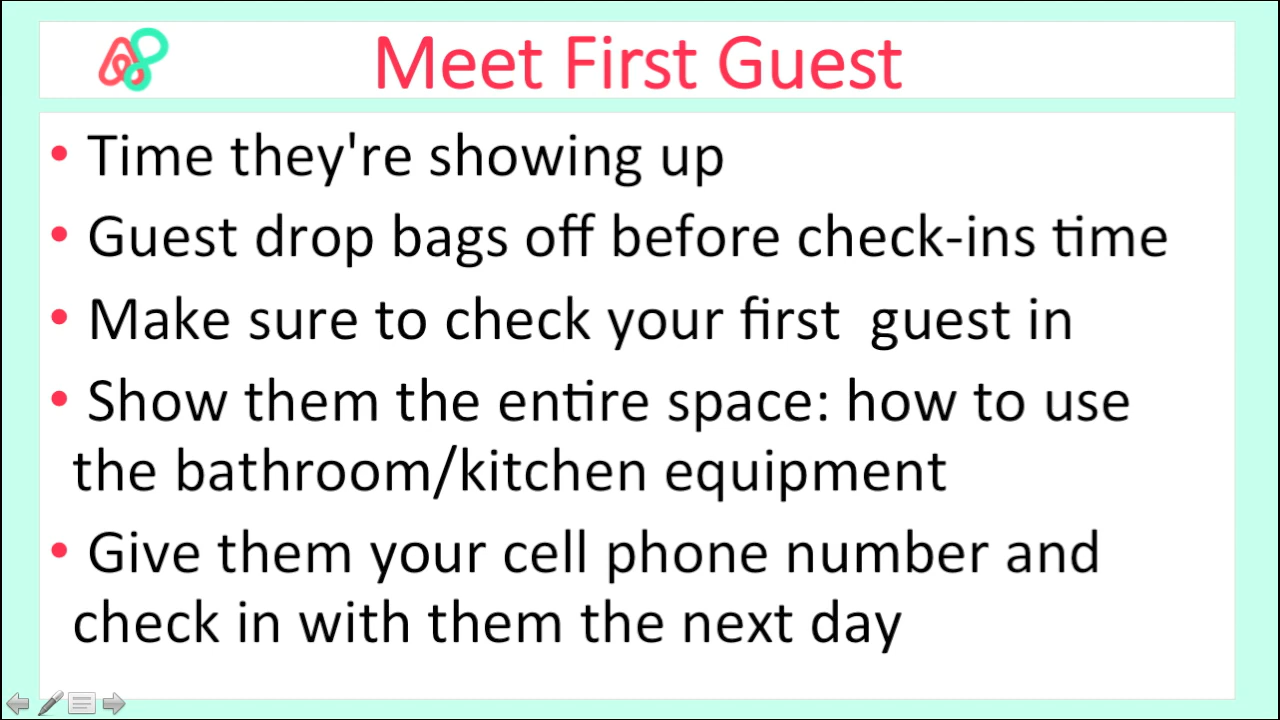 Meet First Guest
• Time they're showing up
• Guest drop bags off before check-ins time
• Make sure to check your first  guest in
• Show them the entire space: how to use
the bathroom/kitchen equipment
• Give them your cell phone number and
check in with them the next day